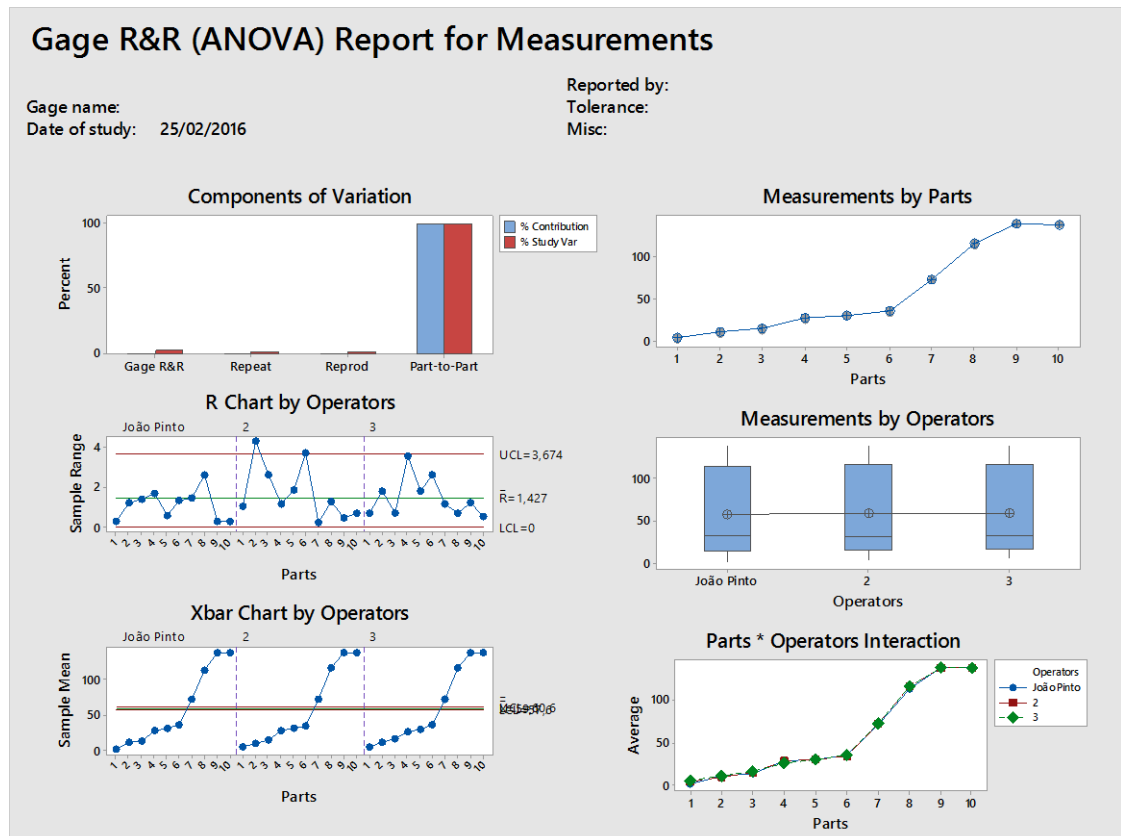 Gage R&R (ANOVA) Report for Measurements
Gage name:
Date of study: 25/02/2016
Reported by:
Tolerance:
Misc:
Components of Variation
% Contribution
% Study Var
Percent
100
50
0
Gage R&R Repeat Reprod Part-to-Part
R Chart by Operators
João Pinto 2 3
Sample Range
4
2
0
UCL=3,674
R=1,427
LCL=0
1 2 3 4 5 6 7 8 9 10 1 2 3 4 5 6 7 8 9 10 1 2 3 4 5 6 7 8 9 10
Parts
Xbar Chart by Operators
João Pinto 2 3
Sample Mean
100
50
0
1 2 3 4 5 6 7 8 9 10 1 2 3 4 5 6 7 8 9 10 1 2 3 4 5 6 7 8 9 10
Parts
Measurements by Parts
100
50
0
1 2 3 4 5 6 7 8 9 10
Parts
Measurements by Operators
100
50
0
João Pinto 2 3
Operators
Parts * Operators Interaction
Operators
João Pinto
2
3
Average
100
50
0
1 2 3 4 5 6 7 8 9 10
Parts